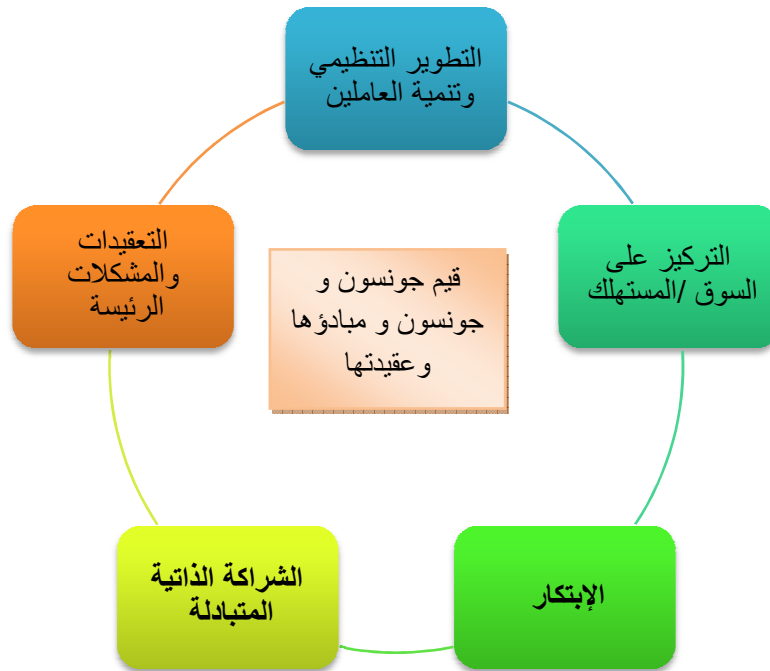 التطوير التنظيمي
وتنمية العاملين
التركيز على
السوق /المستهلك
الإبتكار
الشراكة الذاتية
المتبادلة
التعقيدات
والمشكلات
الرئيسة
قيم جونسون و
جونسون و مبادؤها
وعقيدتها